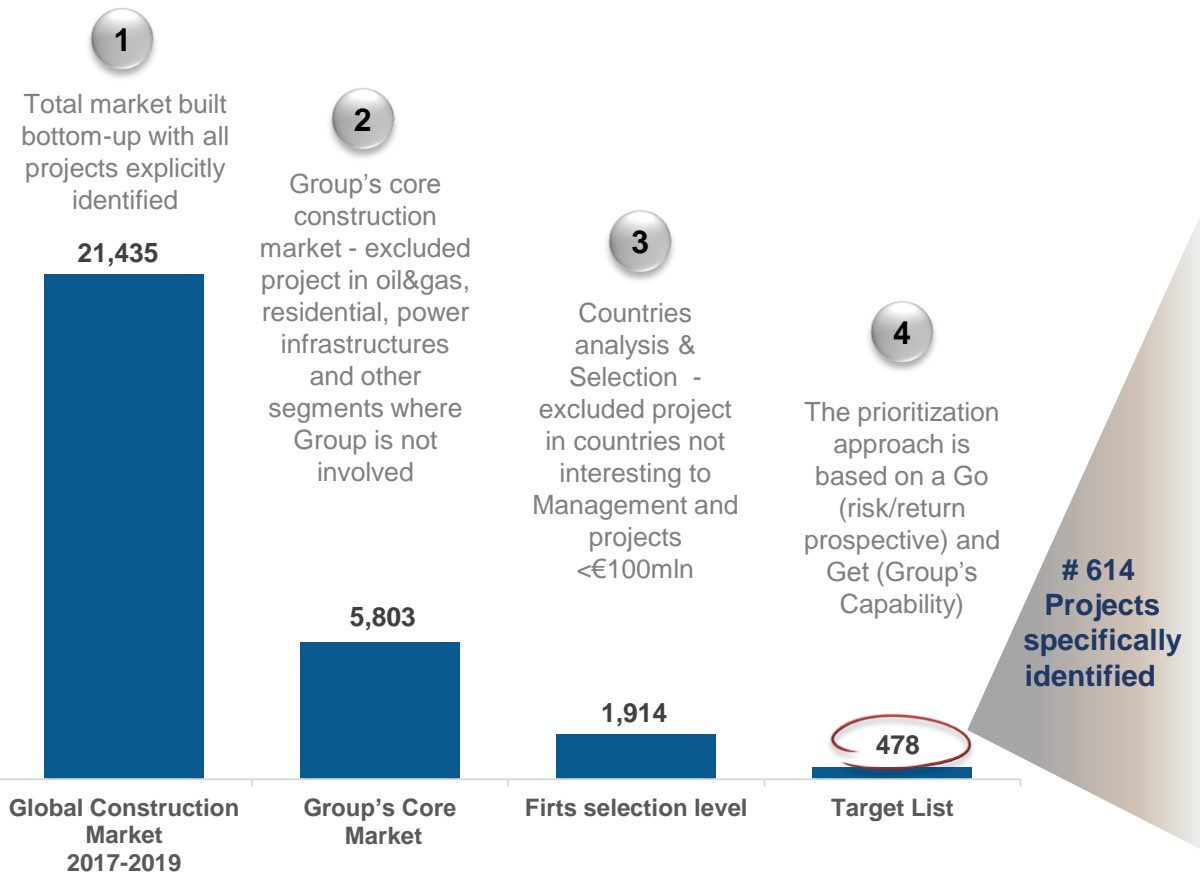 1
Total market built
bottom-up with all
projects explicitly
identified
21,435
2
Group’s core
construction
market - excluded
project in oil&gas,
residential, power
infrastructures
and other
segments where
Group is not
involved
5,803
3
Countries
analysis &
Selection -
excluded project
in countries not
interesting to
Management and
projects
<€100mln
1,914
4
The prioritization
approach is
based on a Go
(risk/return
prospective) and
Get (Group’s
Capability)
478
# 614
Projects
specifically
identified
Global Construction
Market
2017-2019
Group’s Core
Market
Firts selection level
Target List